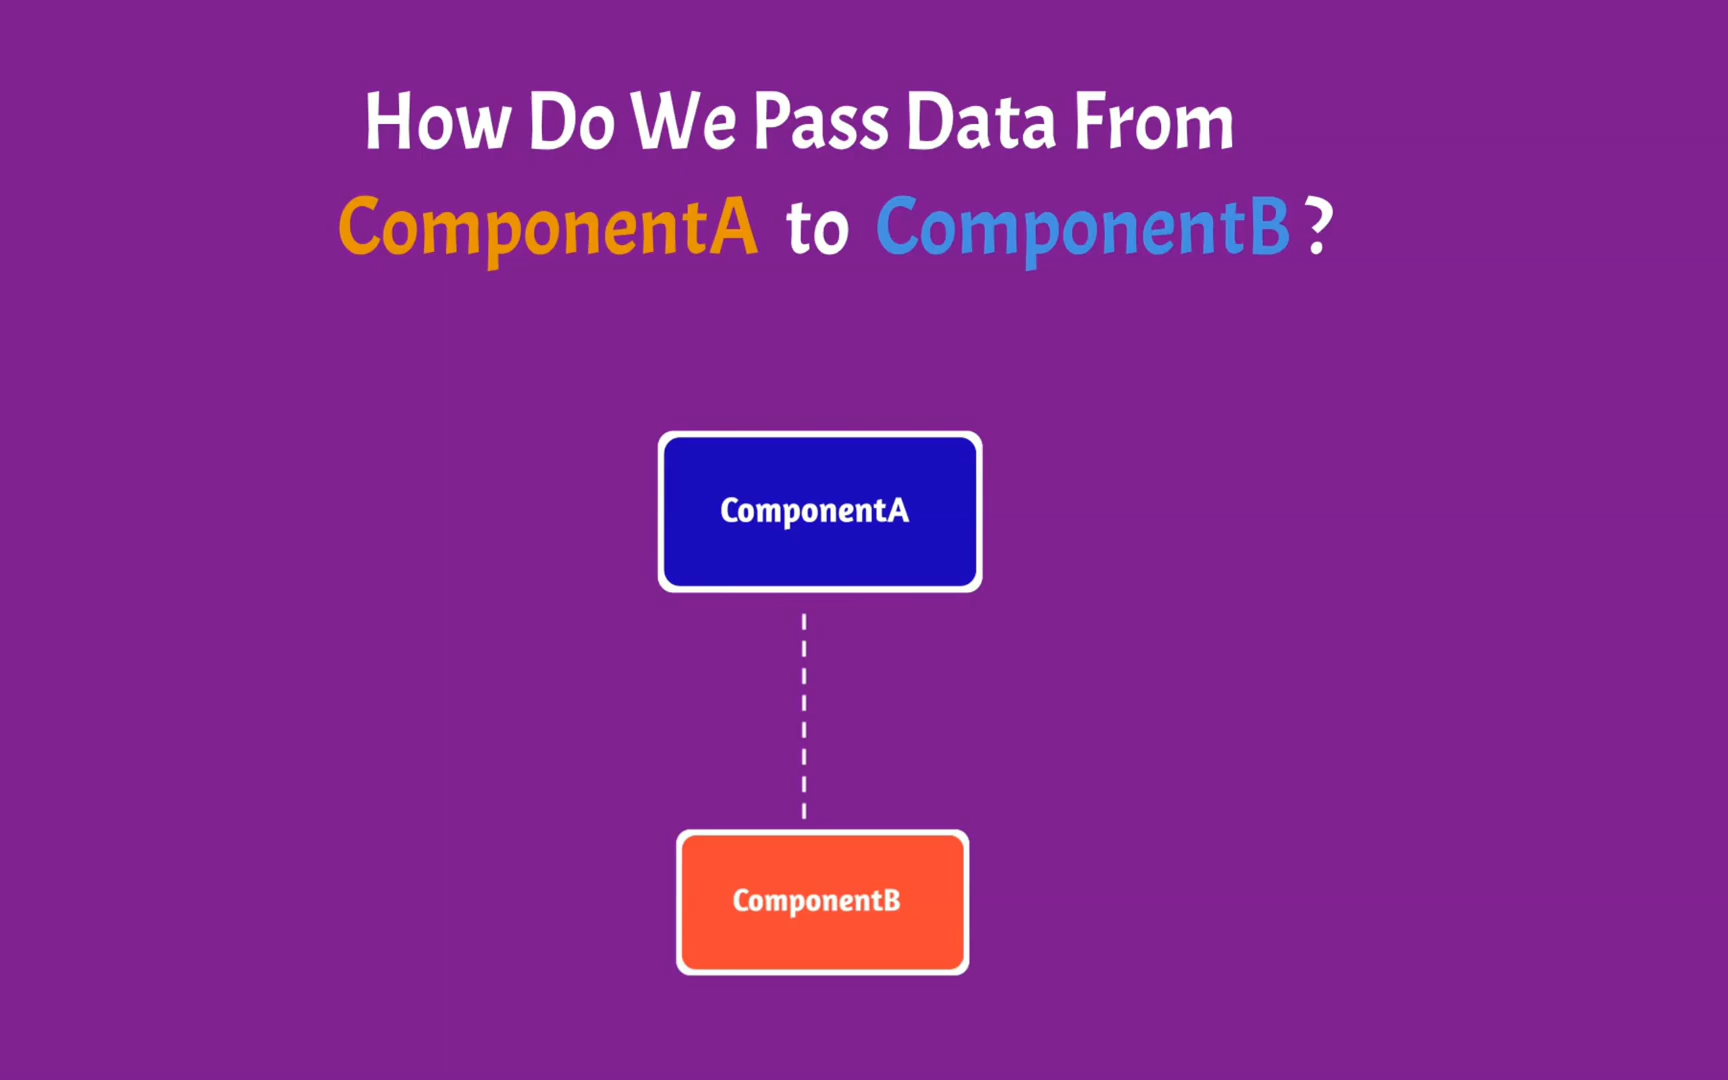 How Do We Pass Data From
ComponentA to ComponentB ?
ComponentA
ComponentB